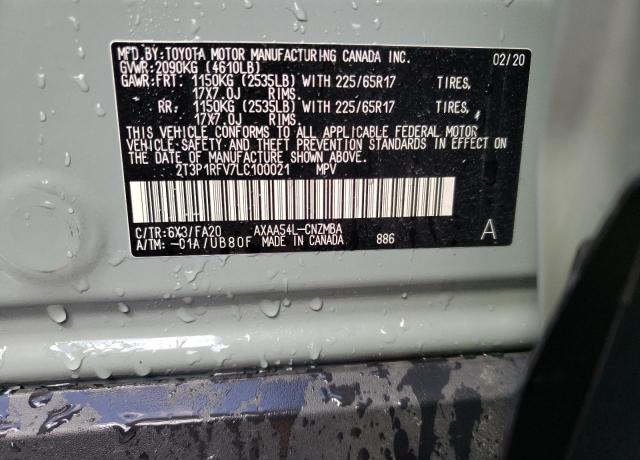 MFD.BY:TOYOTA MOTOR MANUFACTURING CANADA INC. 02/20
GVWR:2090KG (4610LB)
GAWR:FRT. 1150KG (2535LB) WITH 225/65R17 TIRES,
17X7.0J RIMS.
RR. 1150KG (2535LB) WITH 225/65R17 TIRES,
17X7.0J RIMS.
THIS VEHICLE CONFORMS TO ALL APPLICABLE FEDERAL MOTOR
VEHICLE SAFETY AND THEFT PREVENTION STANDARDS IN EFFECT ON
THE DATE OF MANUFACTURE SHOWN ABOVE.
2T3P1RFV7LC100021 MPV
C/TR:6X3/FA20 AXAA54L-CNZMBA
A/TM: -01A/UB80F MADE IN CANADA 886 A